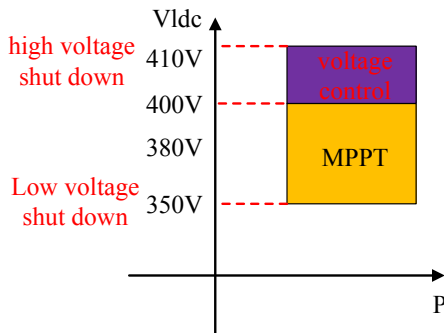 Vldc
high voltage
shut down
410V
voltage
control
400V
380V
MPPT
Low voltage
shut down
350V
P